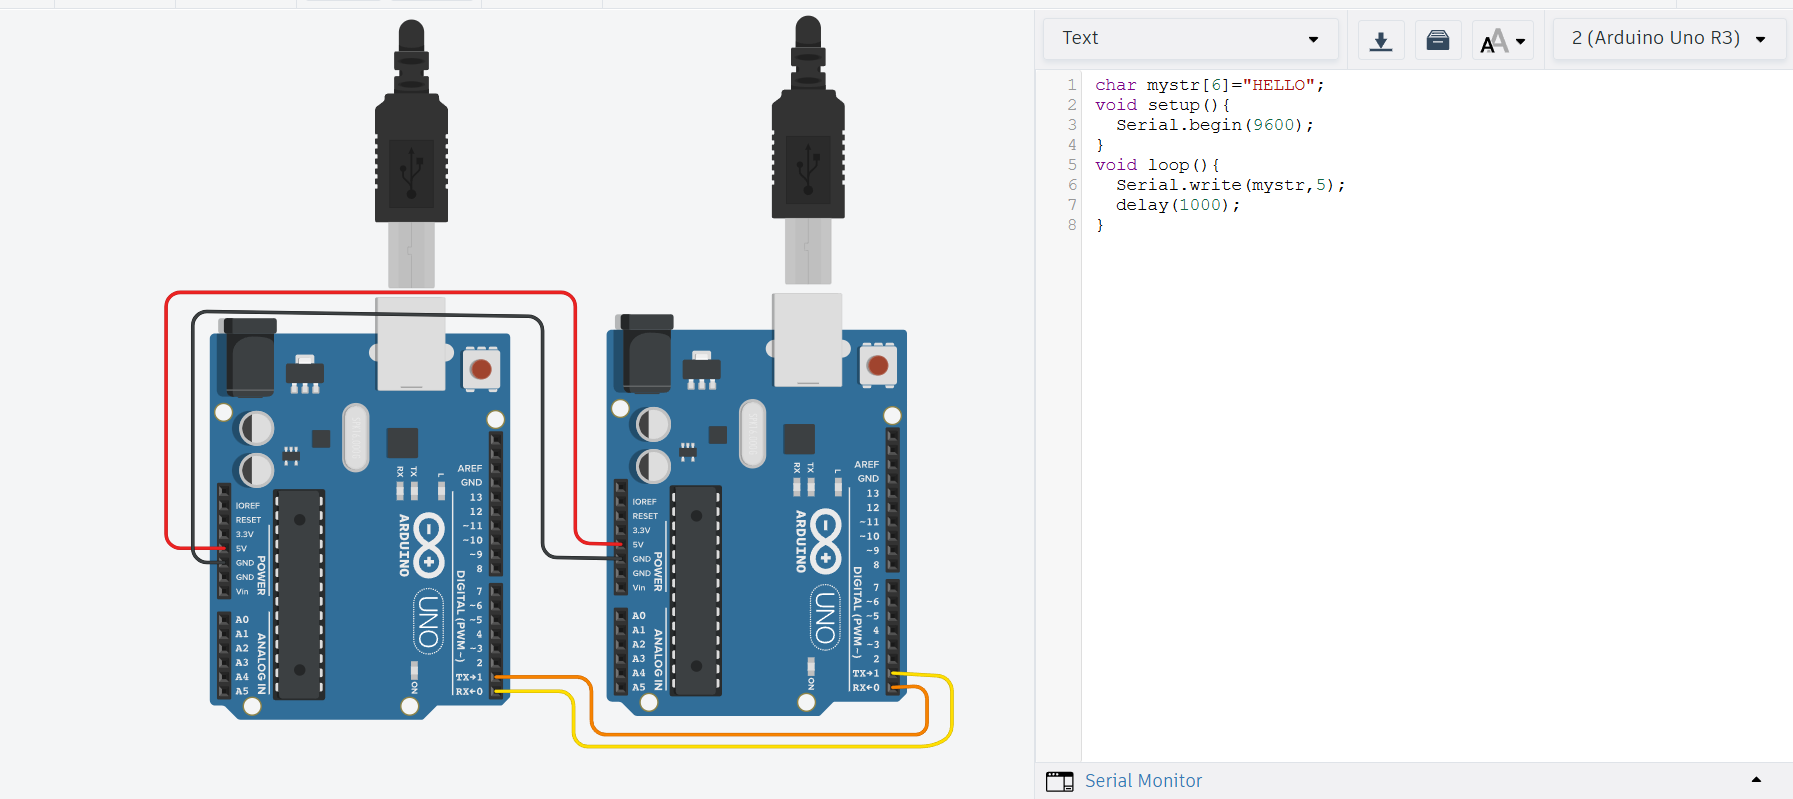 Text
2 (Arduino Uno R3)
1 char mystr[6]="HELLO";
2 void setup(){
3 Serial.begin(9600);
4 }
5 void loop(){
6 Serial.write(mystr,5);
7 delay(1000);
8 }
Serial Monitor
RX TX L
AREF
GND
13
12
~11
~10
~9
8
7
~6
~5
4
~3
2
TX→1
RX←0
IOREF
RESET
3.3V
5V
GND
GND
Vin
A0
A1
A2
A3
A4
A5
POWER
ANALOG IN
ARDUINO
UNO
DIGITAL (PWM~)
ON
RX TX L
AREF
GND
13
12
~11
~10
~9
8
7
~6
~5
4
~3
2
TX→1
RX←0
IOREF
RESET
3.3V
5V
GND
GND
Vin
A0
A1
A2
A3
A4
A5
POWER
ANALOG IN
ARDUINO
UNO
DIGITAL (PWM~)
ON